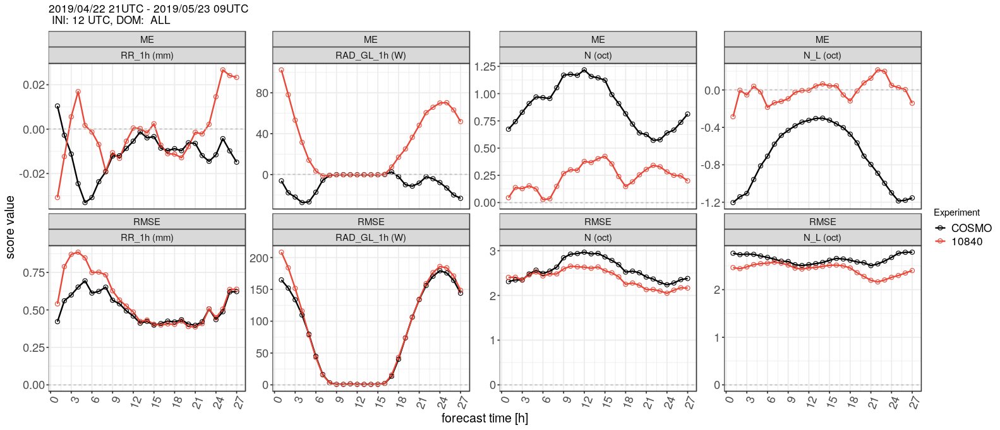 2019/04/22 21UTC - 2019/05/23 09UTC
INI: 12 UTC, DOM:  ALL
ME
ME
ME
ME
RR_1h (mm)
RAD_GL_1h (W)
N (oct)
N_L (oct)
0.02
0.00
-0.02
80
40
0
1.25
1.00
0.75
0.50
0.25
0.00
0.0
-0.4
-0.8
-1.2
score value
RMSE
RMSE
RMSE
RMSE
RR_1h (mm)
RAD_GL_1h (W)
N (oct)
N_L (oct)
0.75
0.50
0.25
0.00
200
150
100
50
0
3
2
1
0
2
1
0
0 3 6 9 12 15 18 21 24 27
0 3 6 9 12 15 18 21 24 27
0 3 6 9 12 15 18 21 24 27
0 3 6 9 12 15 18 21 24 27
forecast time [h]
Experiment
COSMO
10840